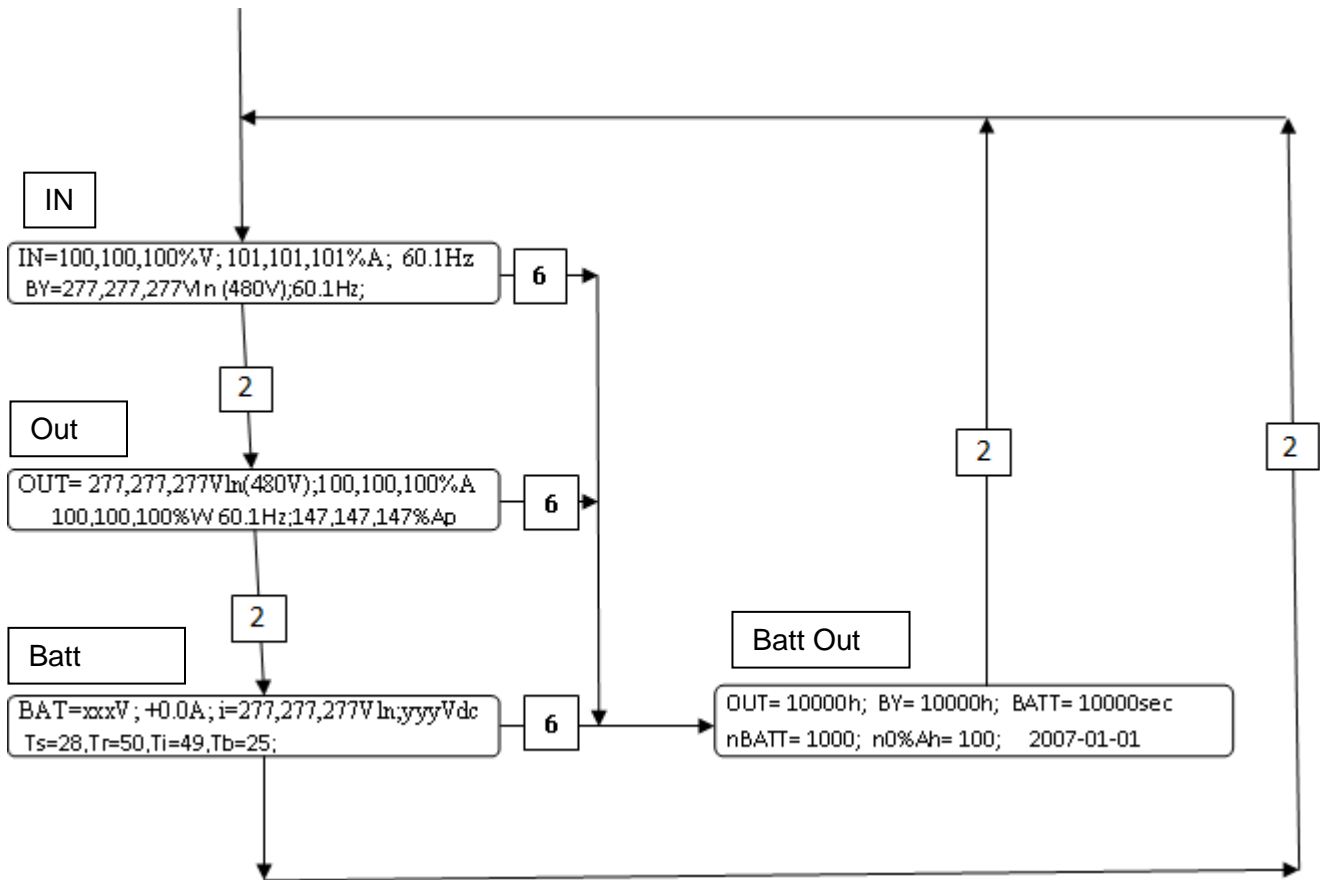 IN
IN=100,100,100%V; 101,101,101%A; 60.1Hz
BY=277,277,277Vln (480V);60.1Hz;
6
2
Out
OUT= 277,277,277Vln(480V);100,100,100%A
100,100,100%W 60.1Hz;147,147,147%Ap
6
2
2
2
Batt
BAT=xxxV; +0.0A; i=277,277,277Vln;yyyVdc
Ts=28,Tr=50,Ti=49,Tb=25;
6
Batt Out
OUT= 10000h; BY= 10000h; BATT= 10000sec
nBATT= 1000; n0%Ah= 100; 2007-01-01